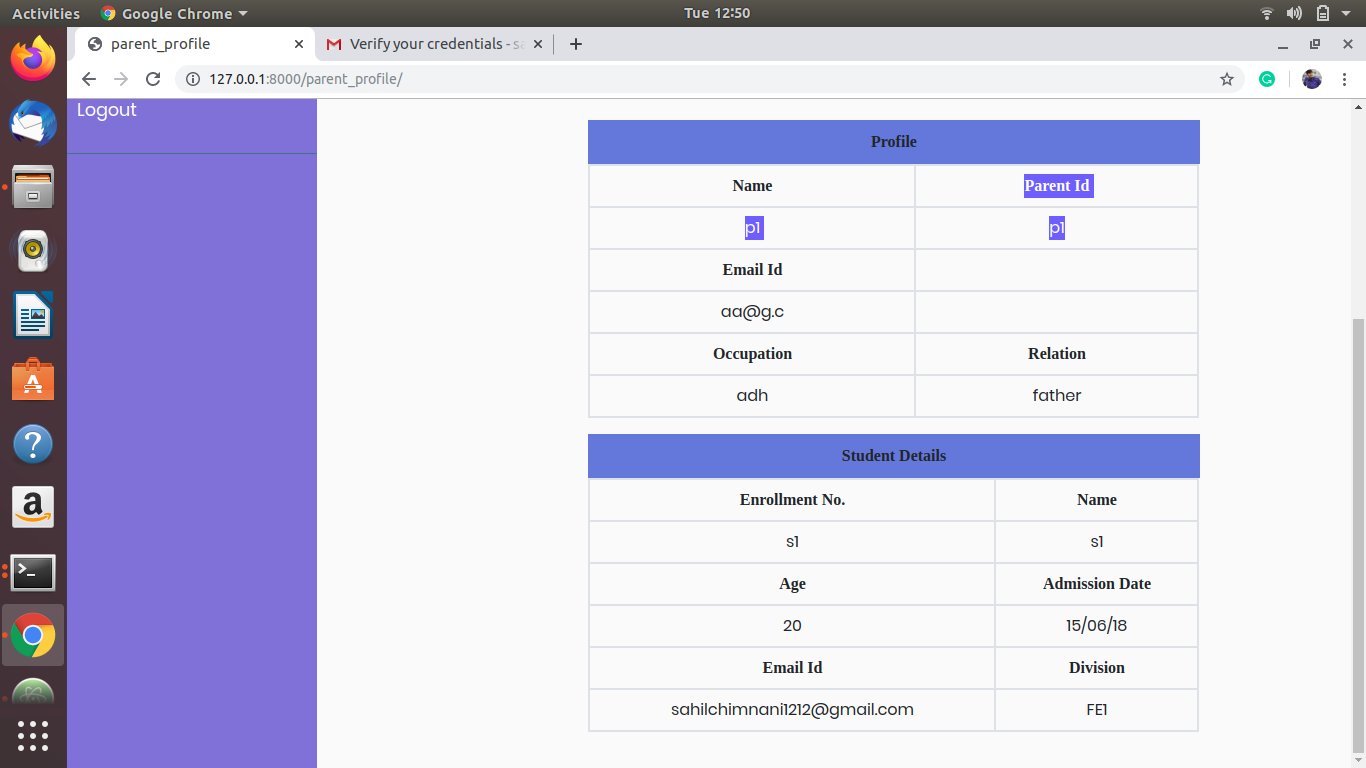 Activities Google Chrome Tue 12:50
parent_profile Verify your credentials - sa
127.0.0.1:8000/parent_profile/
Logout
Profile
Name Parent Id
p1 p1
Email Id
aa@g.c
Occupation Relation
adh father
Student Details
Enrollment No. Name
s1 s1
Age Admission Date
20 15/06/18
Email Id Division
sahilchimnani1212@gmail.com FE1